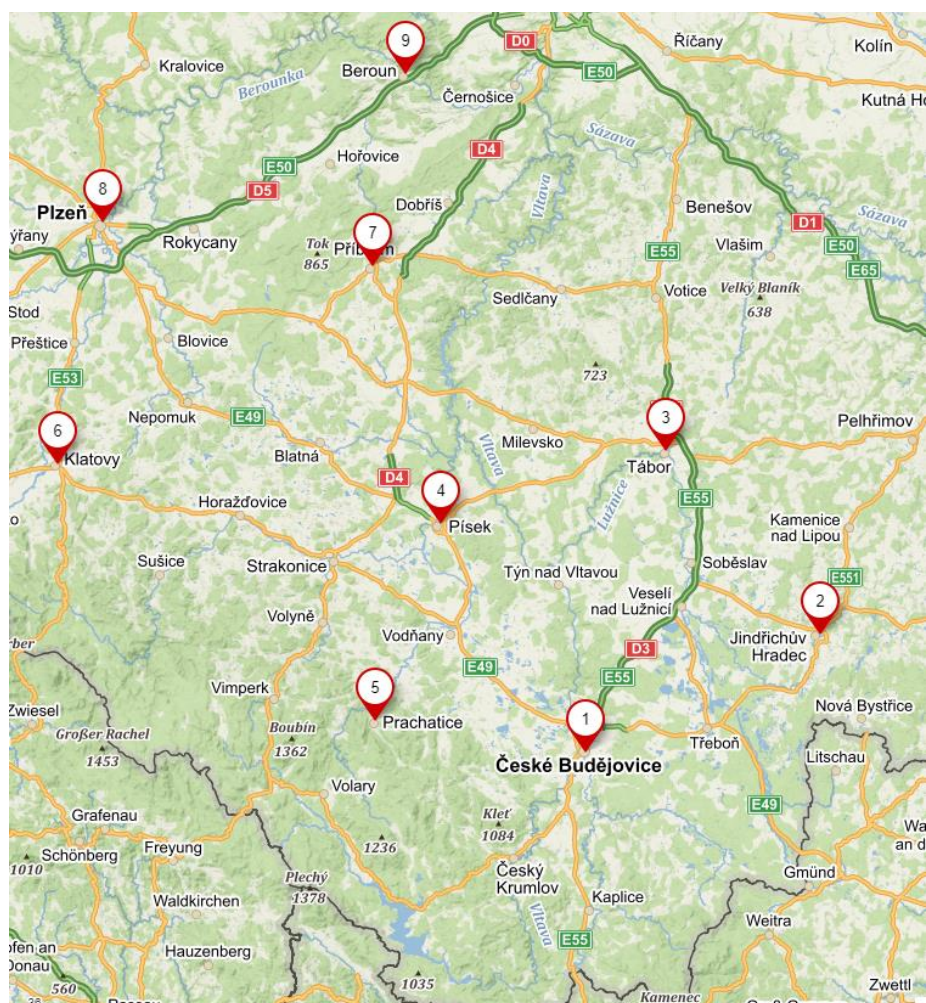 9
D0
Říčany
Kolín
Kralovice
Beroun
Berounka
E50
Černošice
Kutná Ho
Sázava
E50
D4
Hořovice
8
D5
Vltava
Plzeň
Dobříš
Benešov
D1
Sázava
ýřany
Rokycany
7
Tok
865
Vlašim
E50
E55
E65
Sedlčany
Votice
Velký Blaník
638
Stod
Přeštice
Blovice
E53
723
6
Nepomuk
E49
3
Pelhřimov
Milevsko
Klatovy
Blatná
Vltava
Tábor
D4
4
Lužnice
E55
Horažďovice
Písek
Kamenice
nad Lipou
Sušice
Strakonice
Soběslav
Týn nad Vltavou
E551
2
Volyně
Veselí
nad Lužnicí
Vodňany
Jindřichův
Hradec
D3
E49
E55
Vimperk
5
Zwiesel
Prachatice
1
Nová Bystřice
Boubín
1362
Großer Rachel
1453
Třeboň
České Budějovice
Litschau
Volary
E49
Kleť
1084
Grafenau
1236
Schönberg
Freyung
1010
Český
Krumlov
Gmünd
Plechý
1378
Kaplice
Waldkirchen
Vltava
Weitra
Hauzenberg
E55
ofen an
Donau
560
1035
Zwettl
Kamenec